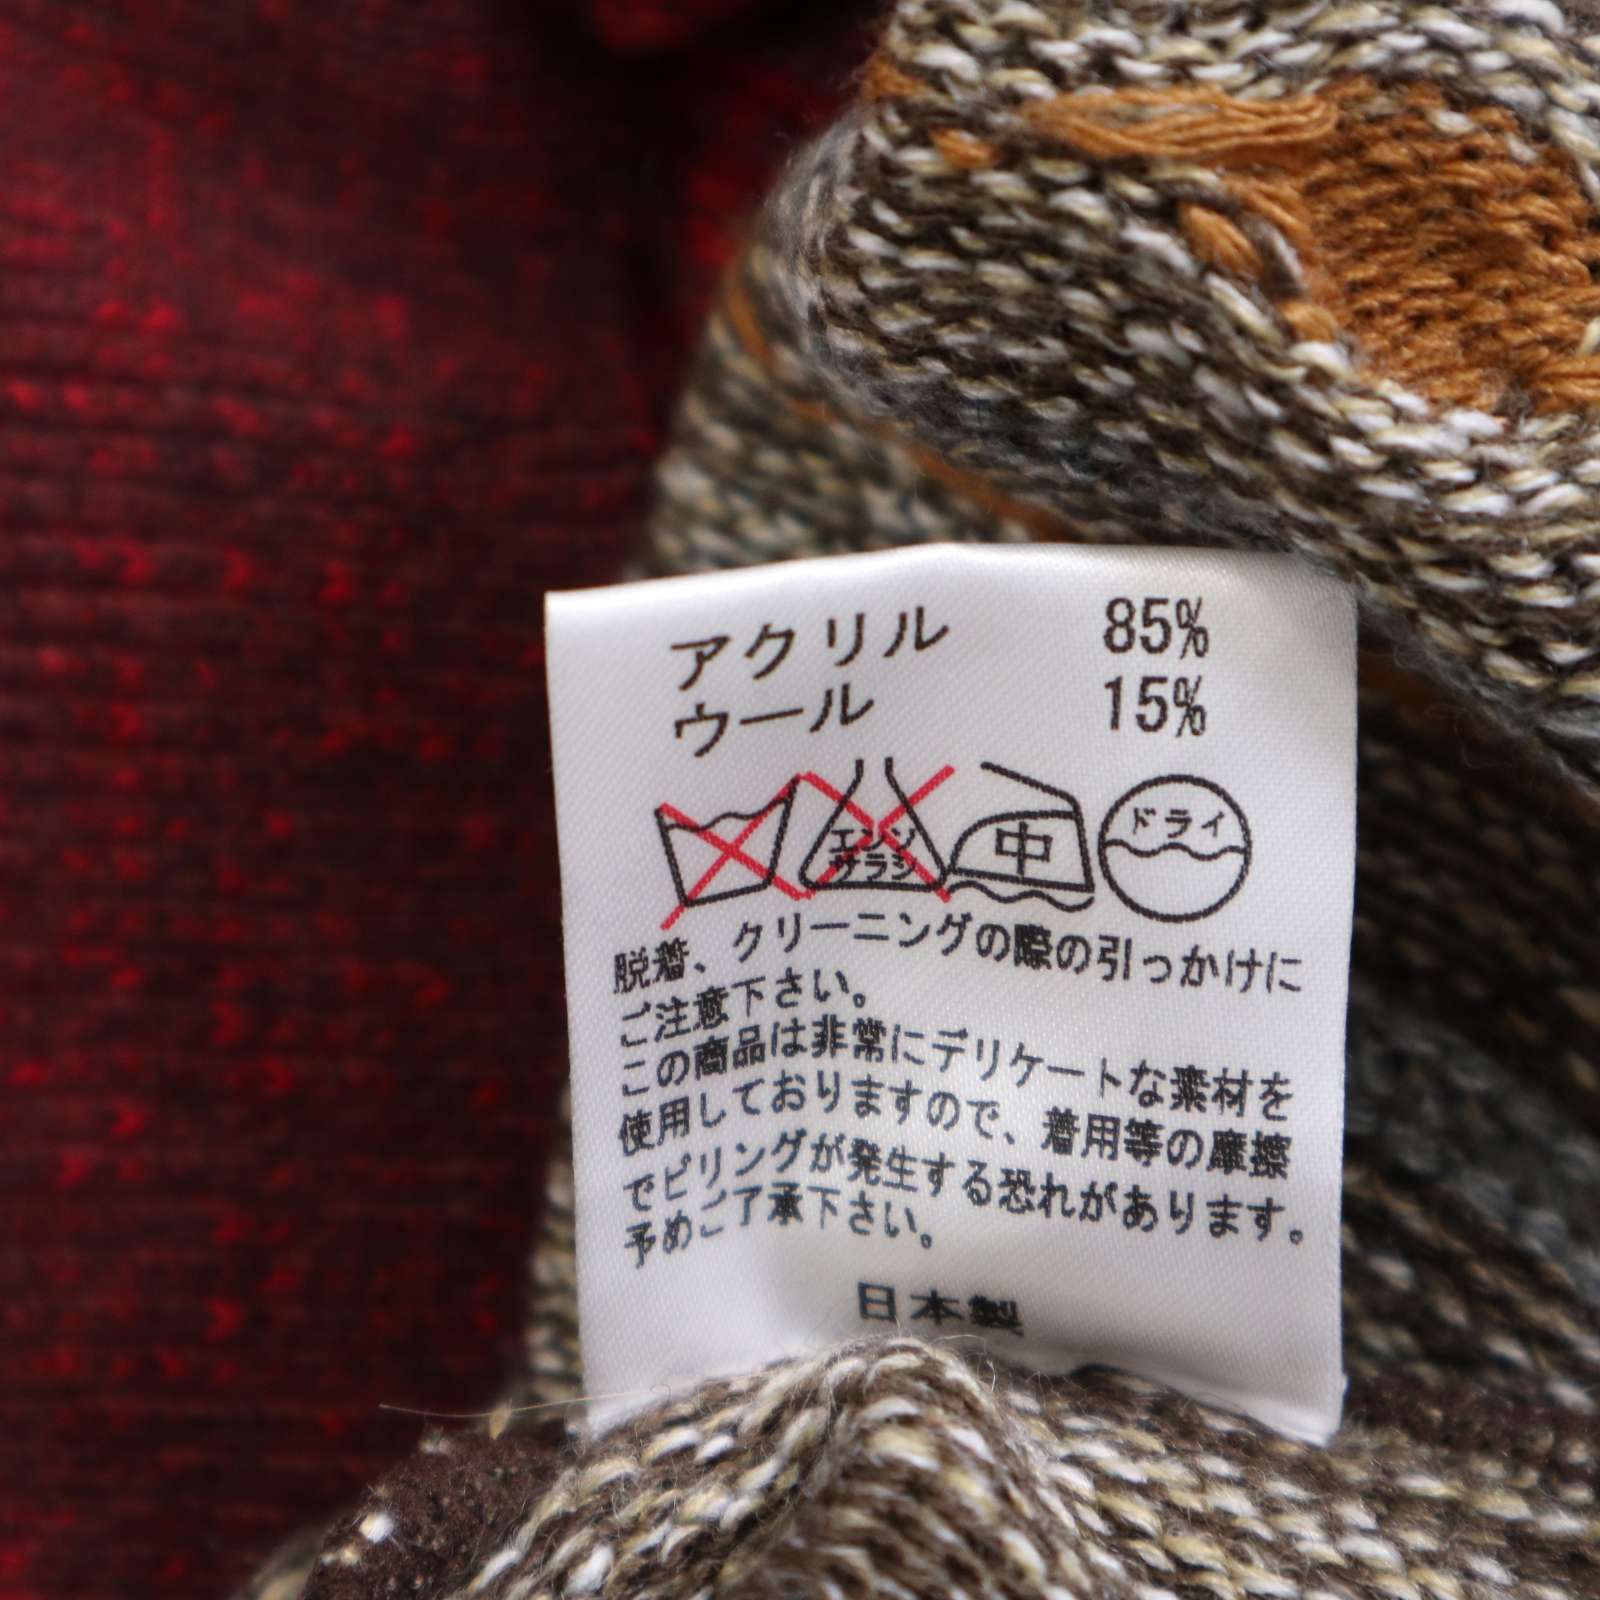 アクリル 85%
ウール 15%
エンソ
サラシ
中
ドライ
脱着、クリーニングの際の引っかけに
ご注意下さい。
この商品は非常にデリケートな素材を
使用しておりますので、着用等の摩擦
でピリングが発生する恐れがあります。
予めご了承下さい。
日本製